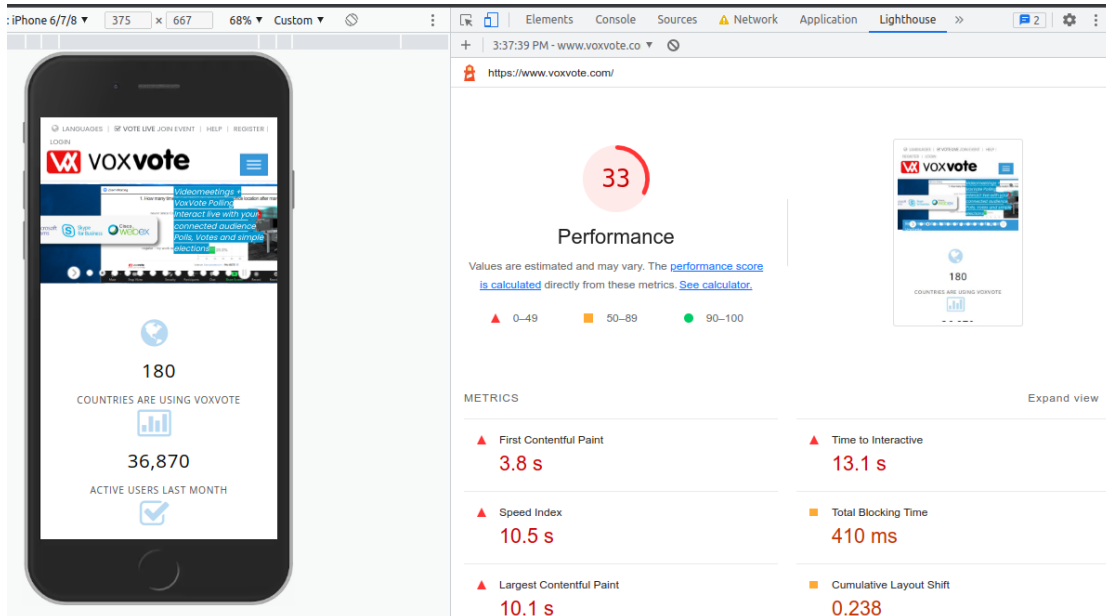 : iPhone 6/7/8 ▼ 375 × 667 68% ▼ Custom ▼
Elements Console Sources Network Application Lighthouse » 2
+ 3:37:39 PM - www.voxvote.co ▼
https://www.voxvote.com/
LANGUAGES | VOTE LIVE JOIN EVENT | HELP | REGISTER |
LOGIN
VX VOXvote
Videomeetings +
VoxVote Polling
Interact live with your
connected audience
Polls, Votes and simple
elections
1. How many
Skype
for Business
Cisco
webex
180
COUNTRIES ARE USING VOXVOTE
36,870
ACTIVE USERS LAST MONTH
33
Performance
Values are estimated and may vary. The performance score
is calculated directly from these metrics. See calculator.
0–49 50–89 90–100
VX VOXvote
180
COUNTRIES ARE USING VOXVOTE
METRICS Expand view
First Contentful Paint
3.8 s
Time to Interactive
13.1 s
Speed Index
10.5 s
Total Blocking Time
410 ms
Largest Contentful Paint
10.1 s
Cumulative Layout Shift
0.238